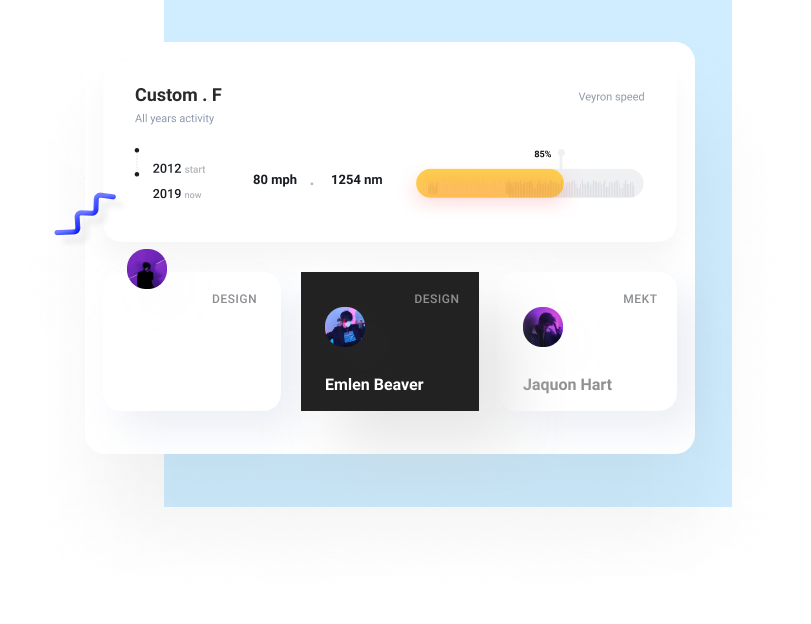 Custom . F
Veyron speed
All years activity
85%
2012 start
80 mph . 1254 nm
2019 now
DESIGN
DESIGN
MEKT
Emlen Beaver
Jaquon Hart